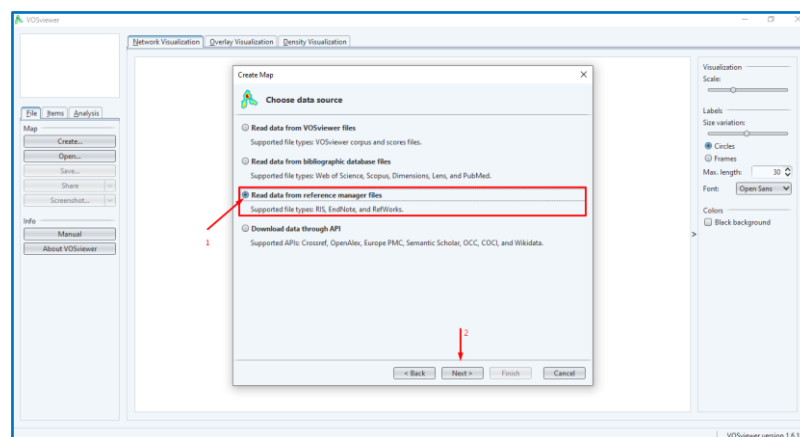 VOSviewer
Network Visualization Overlay Visualization Density Visualization
File Items Analysis
Map
Create...
Open...
Save...
Share
Screenshot...
Info
Manual
About VOSviewer
Create Map
Choose data source
Read data from VOSviewer files
Supported file types: VOSviewer corpus and scores files.
Read data from bibliographic database files
Supported file types: Web of Science, Scopus, Dimensions, Lens, and PubMed.
Read data from reference manager files
Supported file types: RIS, EndNote, and RefWorks.
1
Download data through API
Supported APIs: Crossref, OpenAlex, Europe PMC, Semantic Scholar, OCC, COCI, and Wikidata.
2
< Back Next > Finish Cancel
Visualization
Scale:
Labels
Size variation:
Circles
Frames
Max. length: 30
Font: Open Sans
Colors
Black background
>
VOSviewer version 1.6.1